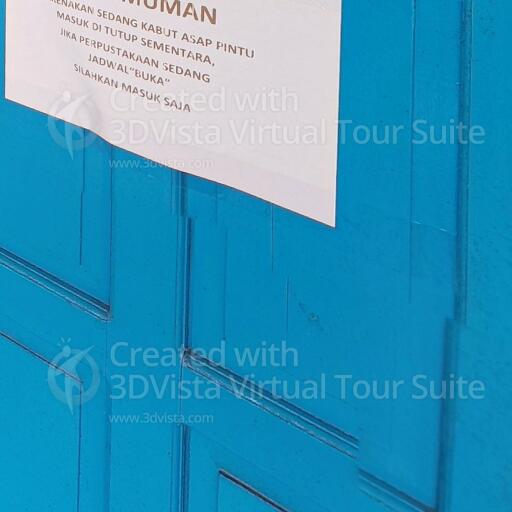 MUMAN
RENAKAN SEDANG KABUT ASAP PINTU
MASUK DI TUTUP SEMENTARA,
JIKA PERPUSTAKAAN SEDANG
JADWAL"BUKA"
SILAHKAN MASUK SAJA
Created with
3DVista Virtual Tour Suite
www.3dvista.com
Created with
3DVista Virtual Tour Suite
www.3dvista.com